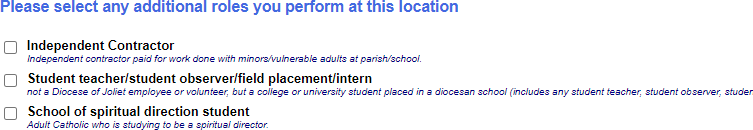 Please select any additional roles you perform at this location
Independent Contractor
Independent contractor paid for work done with minors/vulnerable adults at parish/school.
Student teacher/student observer/field placement/intern
not a Diocese of Joliet employee or volunteer, but a college or university student placed in a diocesan school (includes any student teacher, student observer,
School of spiritual direction student
Adult Catholic who is studying to be a spiritual director.